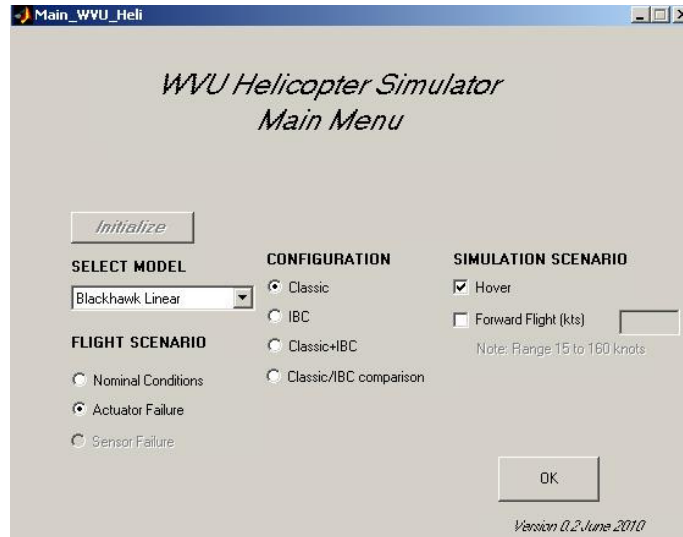 Main_WVU_Heli
WVU Helicopter Simulator
Main Menu
Initialize
SELECT MODEL
Blackhawk Linear
FLIGHT SCENARIO
Nominal Conditions
Actuator Failure
Sensor Failure
CONFIGURATION
Classic
IBC
Classic+IBC
Classic/IBC comparison
SIMULATION SCENARIO
Hover
Forward Flight (kts)
Note: Range 15 to 160 knots
OK
Version 0.2 June 2010